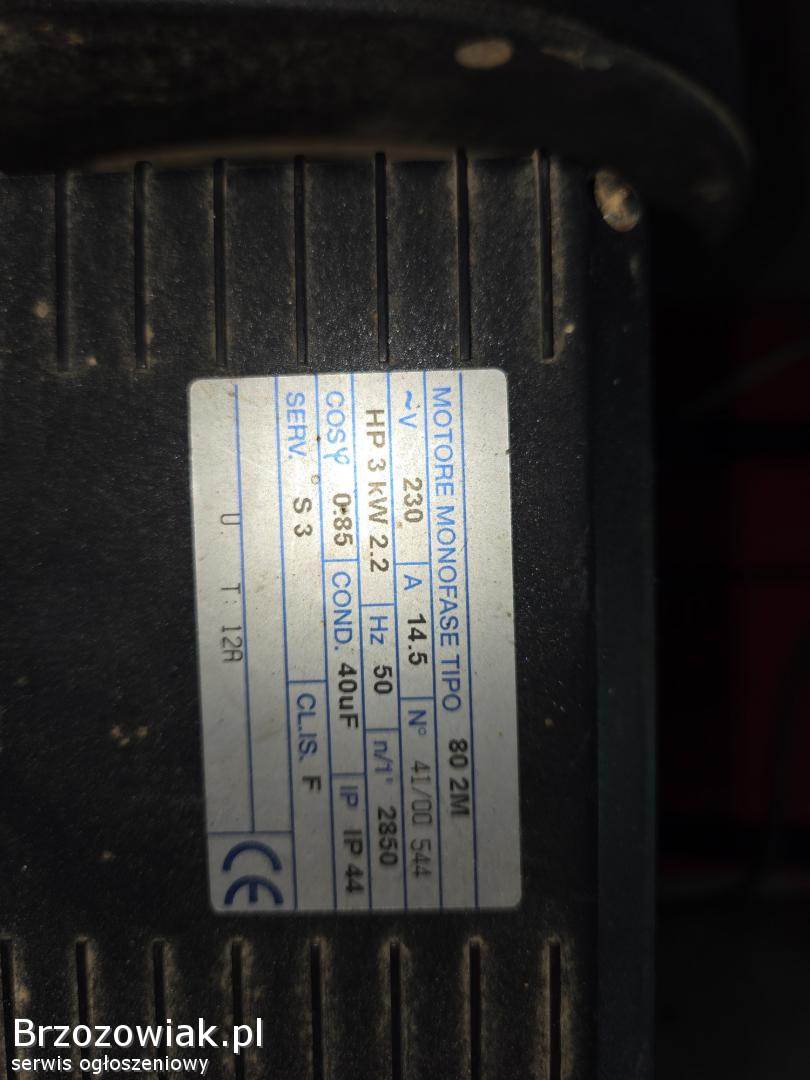 MOTORE MONOFASE TIPO 80 2M
~V 230 A 14.5 N° 41/00 544
HP 3 kW 2.2 Hz 50 n/1' 2850
COSφ 0.85 COND. 40uF IP IP 44
SERV. S 3 CL.IS. F
U. T: 12A
CE
Brzozowiak.pl
serwis ogłoszeniowy